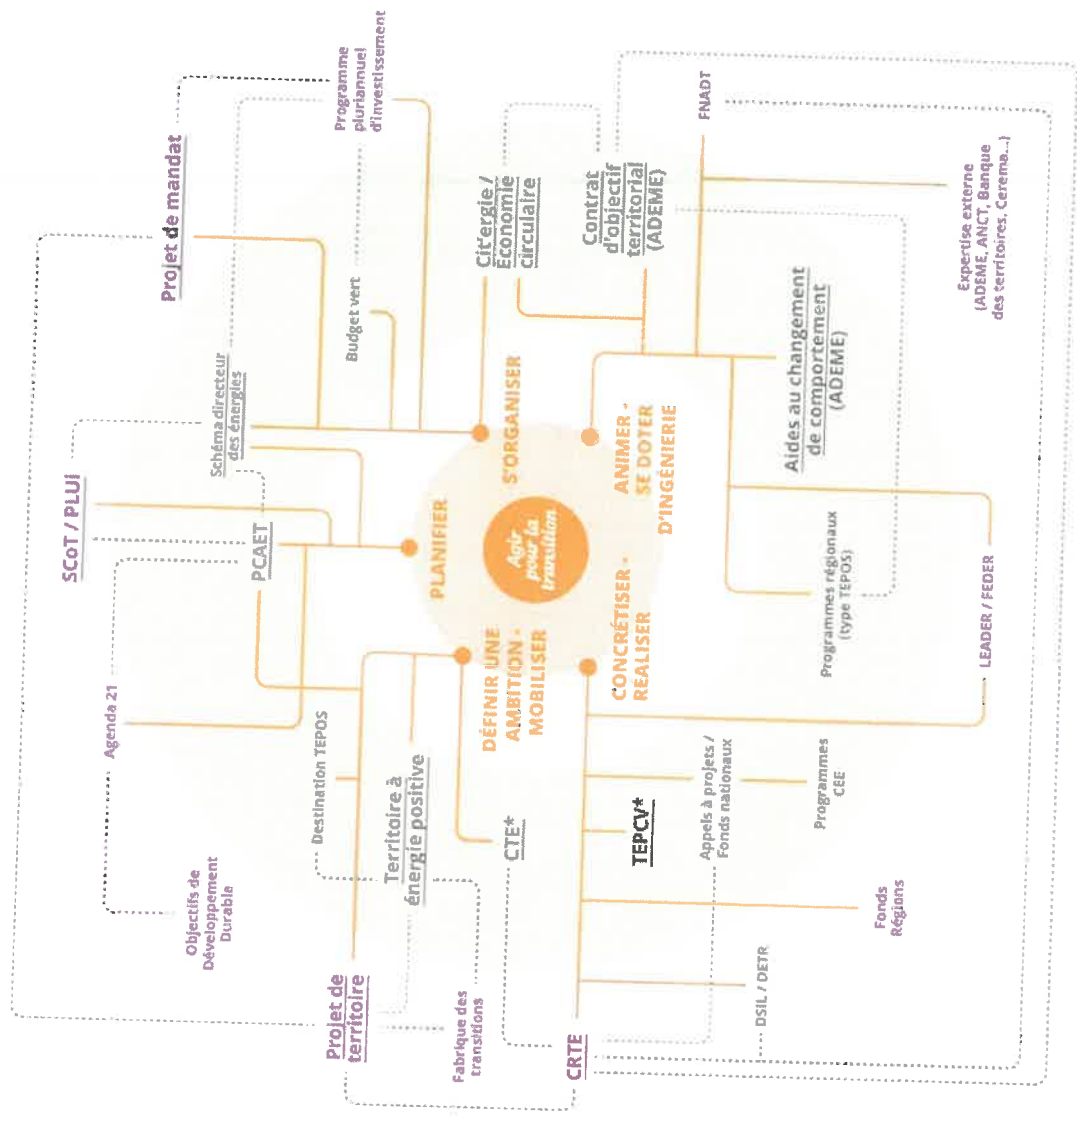 Projet de
territoire
Fabrique des
transitions
CRTE
DSIL / DETR
Objectifs de
Développement
Durable
Fonds
Régions
Agenda 21
Destination TEPOS
Territoire à
énergie positive
CTE*
TEPCV*
Appels à projets /
Fonds nationaux
Programmes
CEE
DÉFINIR UNE
AMBITION -
MOBILISER
CONCRÉTISER -
RÉALISER
Agir
pour la
transition
PLANIFIER
S'ORGANISER
ANIMER -
SE DOTER
D'INGÉNIERIE
SCoT / PLUI
PCAET
Schéma directeur
des énergies
Programmes régionaux
(type TEPOS)
LEADER / FEDER
Budget vert
Aides au changement
de comportement
(ADEME)
Projet de mandat
Cit'ergie /
Economie
circulaire
Contrat
d'objectif
territorial
(ADEME)
Expertise externe
(ADEME, ANCT, Banque
des territoires, Cerema...)
Programme
pluriannuel
d'investissement
FNADT